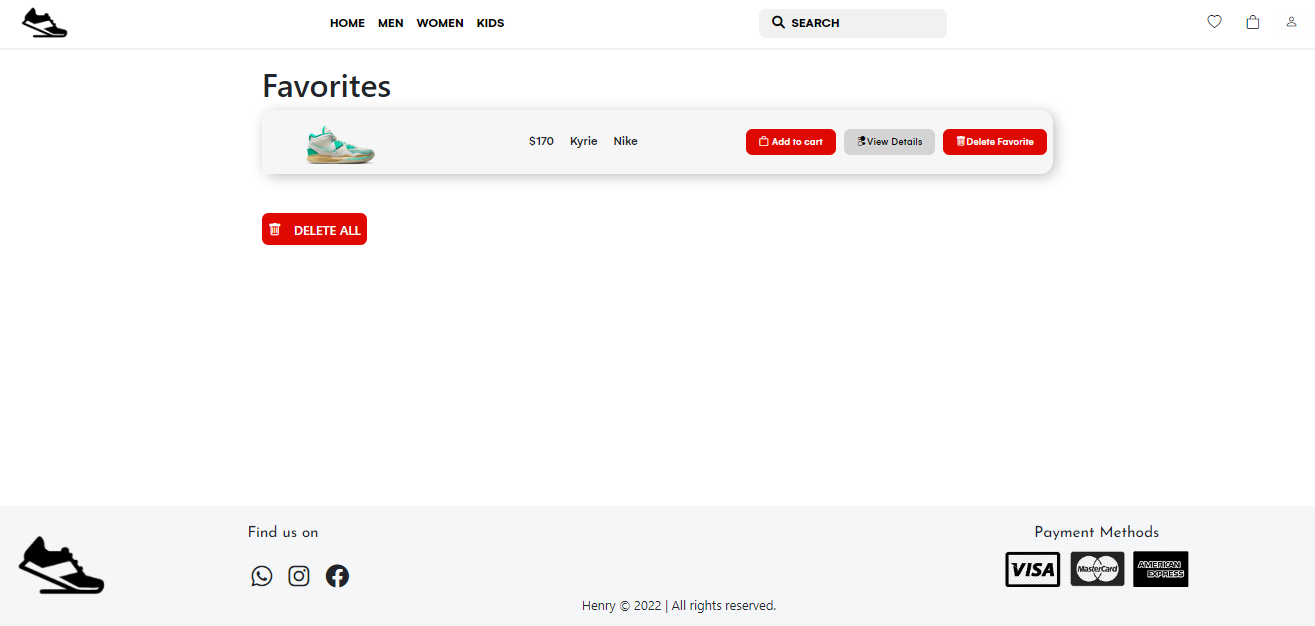 HOME MEN WOMEN KIDS SEARCH
Favorites
$170 Kyrie Nike Add to cart View Details Delete Favorite
DELETE ALL
Find us on Payment Methods
VISA MasterCard AMERICAN EXPRESS
Henry © 2022 | All rights reserved.